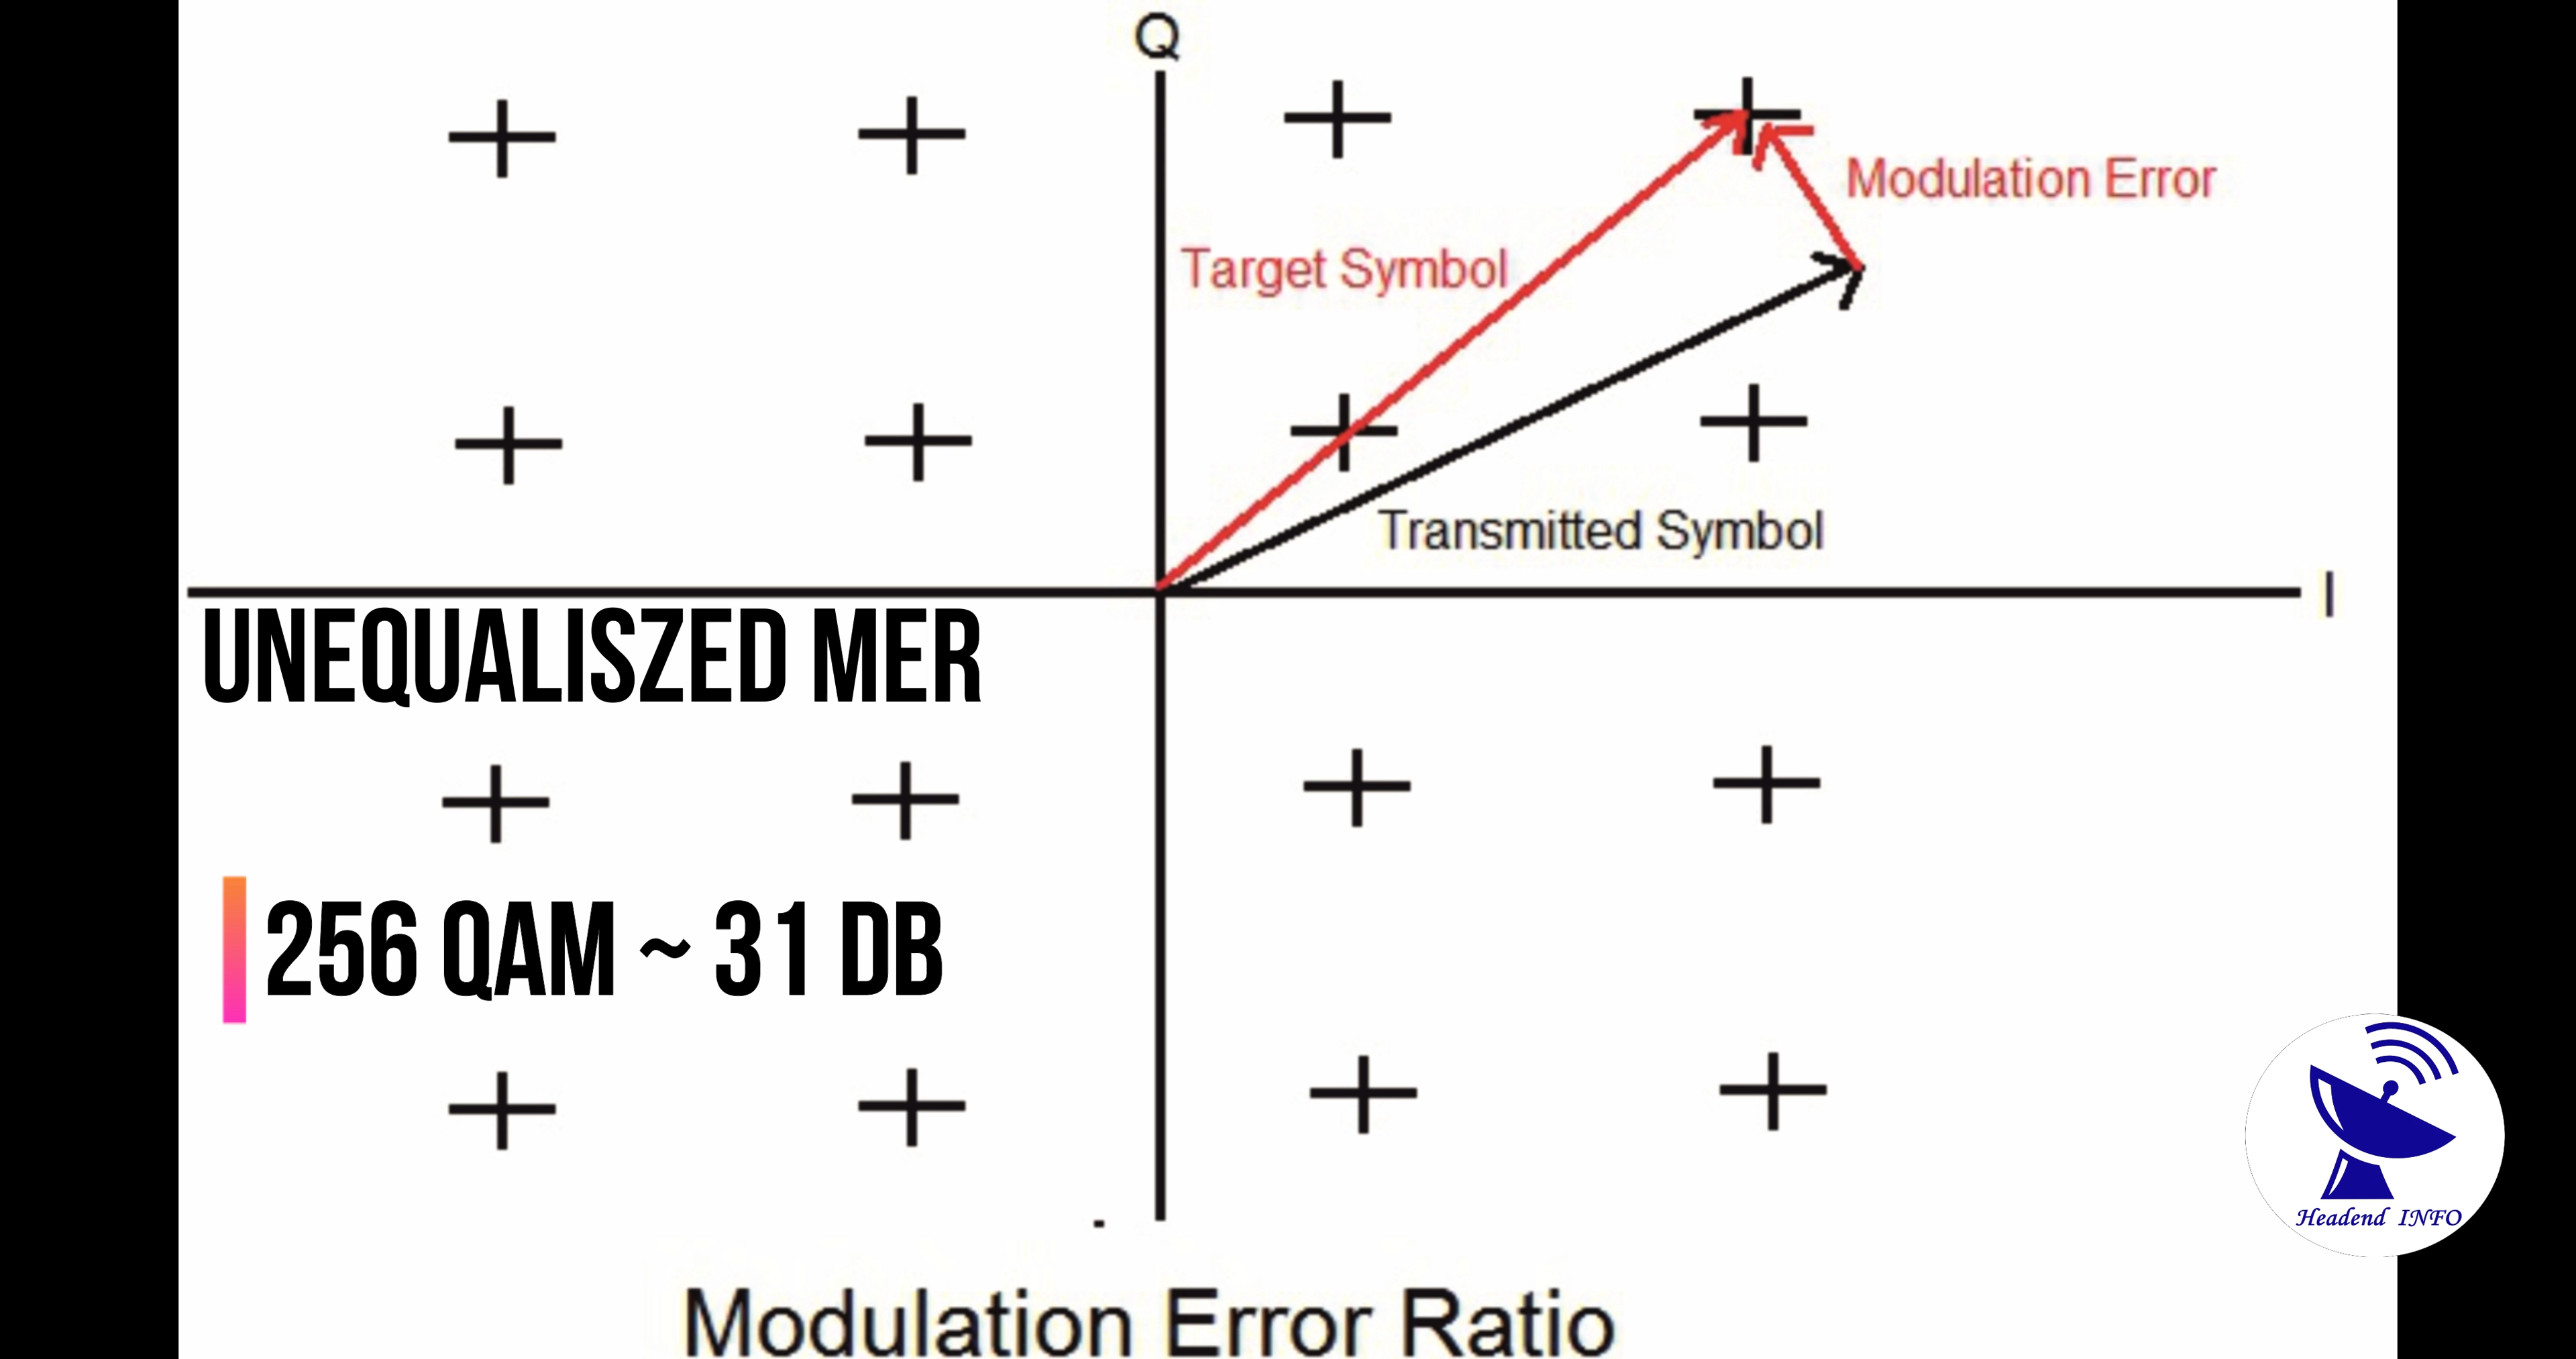 Q
Modulation Error
Target Symbol
Transmitted Symbol
I
UNEQUALISZED MER
256 QAM ~ 31 DB
Headend INFO
Modulation Error Ratio